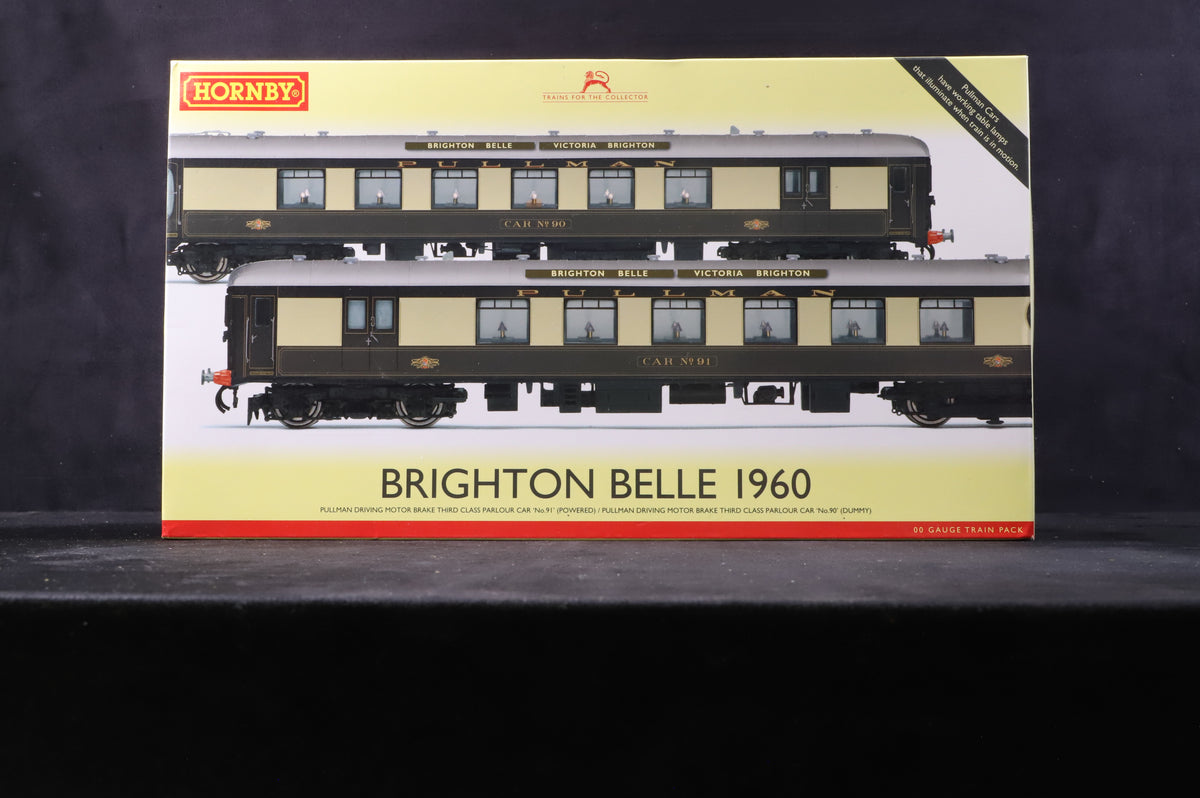 HORNBY®
TRAINS FOR THE COLLECTOR
Pullman Cars
have working table lamps
that illuminate when train is in motion.
BRIGHTON BELLE VICTORIA BRIGHTON
PULLMAN
CAR Nº 90
BRIGHTON BELLE VICTORIA BRIGHTON
PULLMAN
CAR Nº 91
BRIGHTON BELLE 1960
PULLMAN DRIVING MOTOR BRAKE THIRD CLASS PARLOUR CAR 'No.91' (POWERED) / PULLMAN DRIVING MOTOR BRAKE THIRD CLASS PARLOUR CAR 'No.90' (DUMMY)
00 GAUGE TRAIN PACK